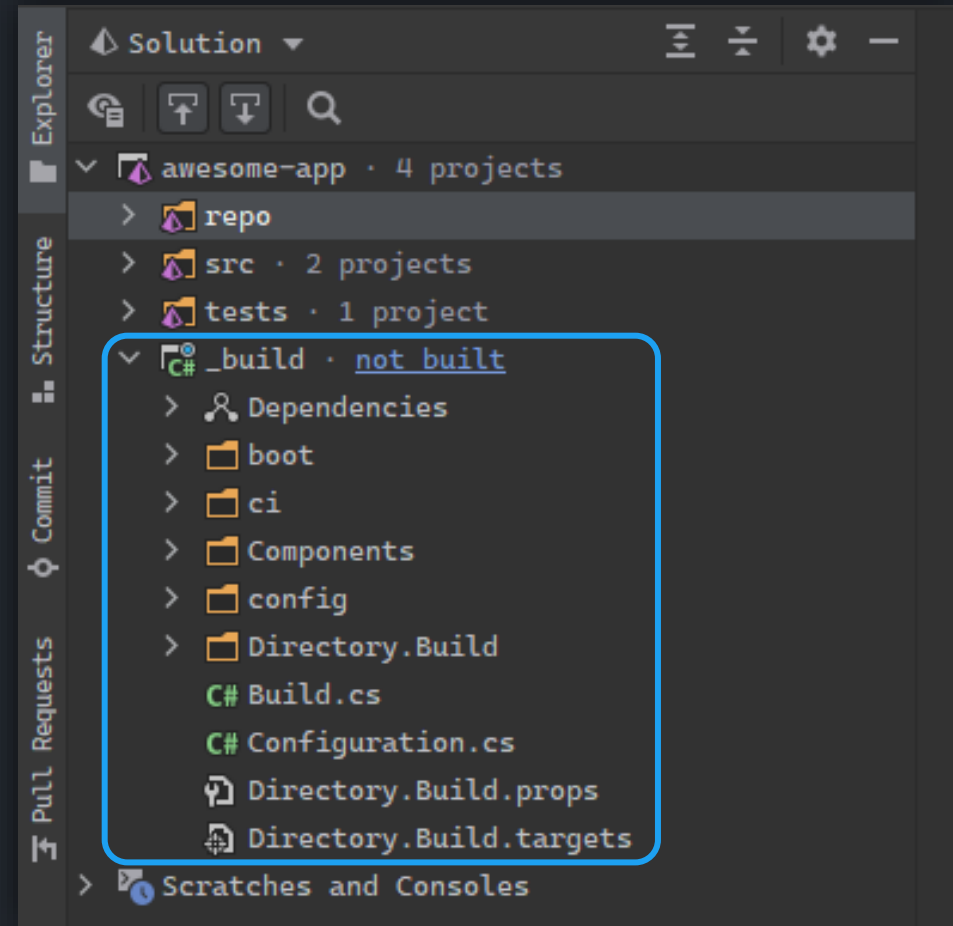 Solution
awesome-app · 4 projects
repo
src · 2 projects
tests · 1 project
C# _build · not built
Dependencies
boot
ci
Components
config
Directory.Build
C# Build.cs
C# Configuration.cs
Directory.Build.props
Directory.Build.targets
Scratches and Consoles
Explorer
Structure
Commit
Pull Requests